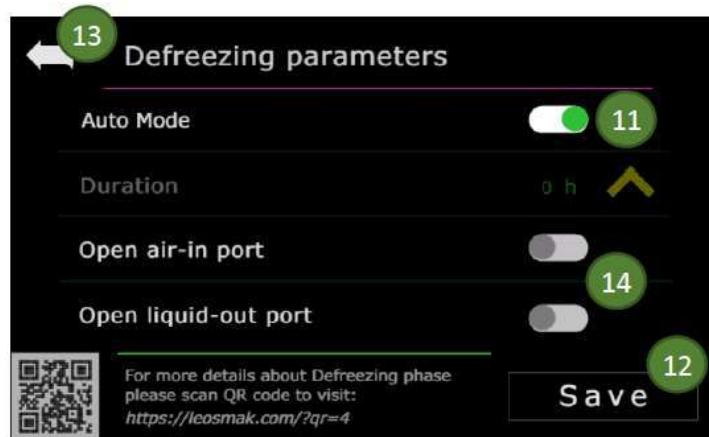 13
Defreezing parameters
Auto Mode
11
Duration
0 h
Open air-in port
14
Open liquid-out port
12
For more details about Defreezing phase
please scan QR code to visit:
https://leosmak.com/?qr=4
Save